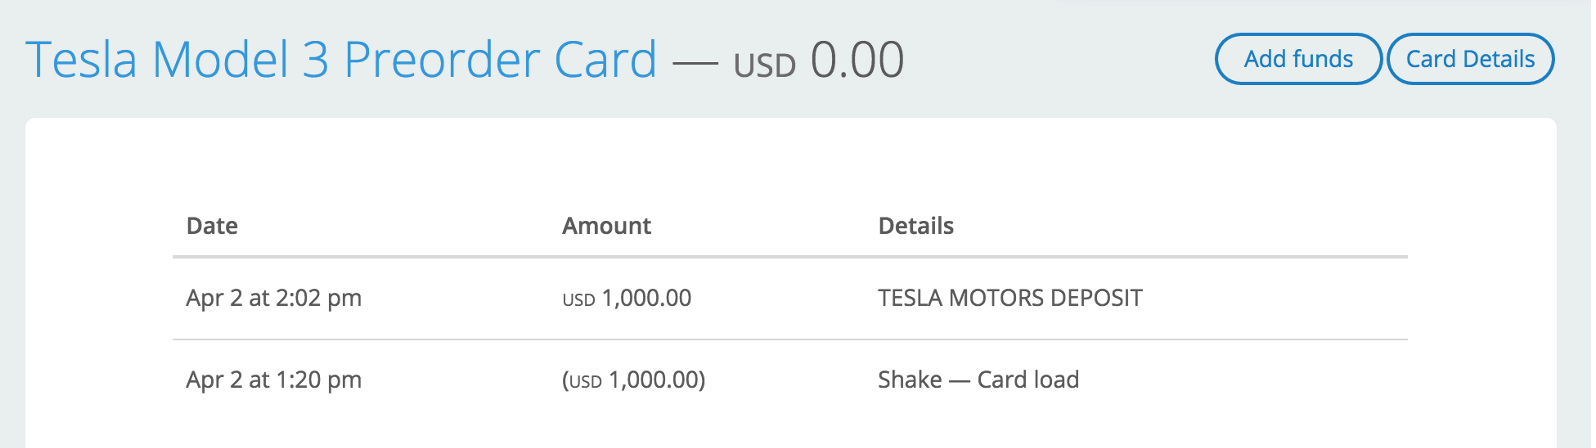 Tesla Model 3 Preorder Card — USD 0.00
Add funds
Card Details
Date Amount Details
Apr 2 at 2:02 pm USD 1,000.00 TESLA MOTORS DEPOSIT
Apr 2 at 1:20 pm (USD 1,000.00) Shake — Card load